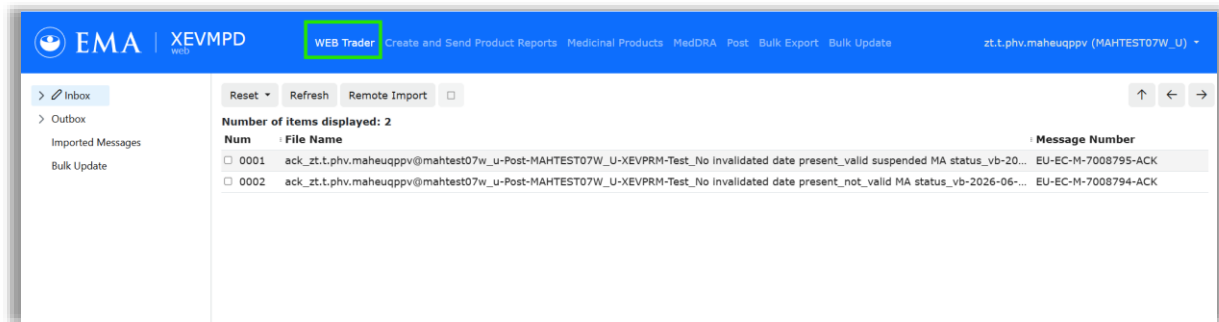 EMA | XEVMPD
web
WEB Trader Create and Send Product Reports Medicinal Products MedDRA Post Bulk Export Bulk Update
zt.t.phv.maheuqppv (MAHTEST07W_U)
Inbox
Outbox
Imported Messages
Bulk Update
Reset Refresh Remote Import
Number of items displayed: 2
Num File Name Message Number
0001 ack_zt.t.phv.maheuqppv@mahtest07w_u-Post-MAHTEST07W_U-XEVPRM-Test_No invalidated date present_valid suspended MA status_vb-20... EU-EC-M-7008795-ACK
0002 ack_zt.t.phv.maheuqppv@mahtest07w_u-Post-MAHTEST07W_U-XEVPRM-Test_No invalidated date present_not_valid MA status_vb-2026-06-... EU-EC-M-7008794-ACK